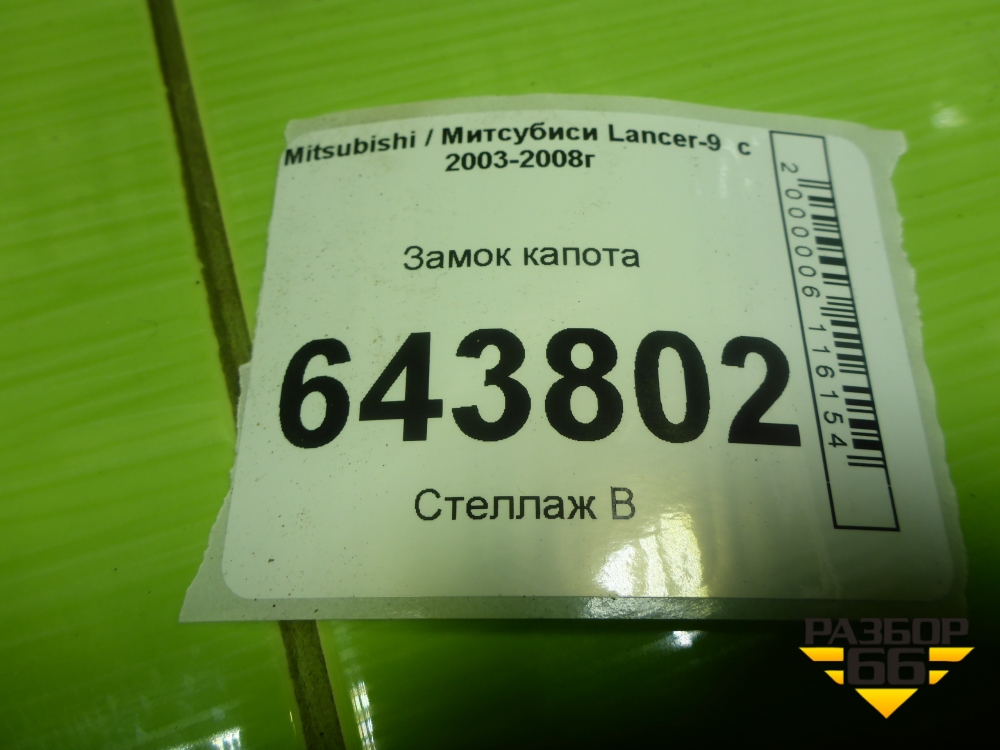 Mitsubishi / Митсубиси Lancer-9 с
2003-2008г
Замок капота
643802
Стеллаж В
2000006116154
РАЗБОР
66